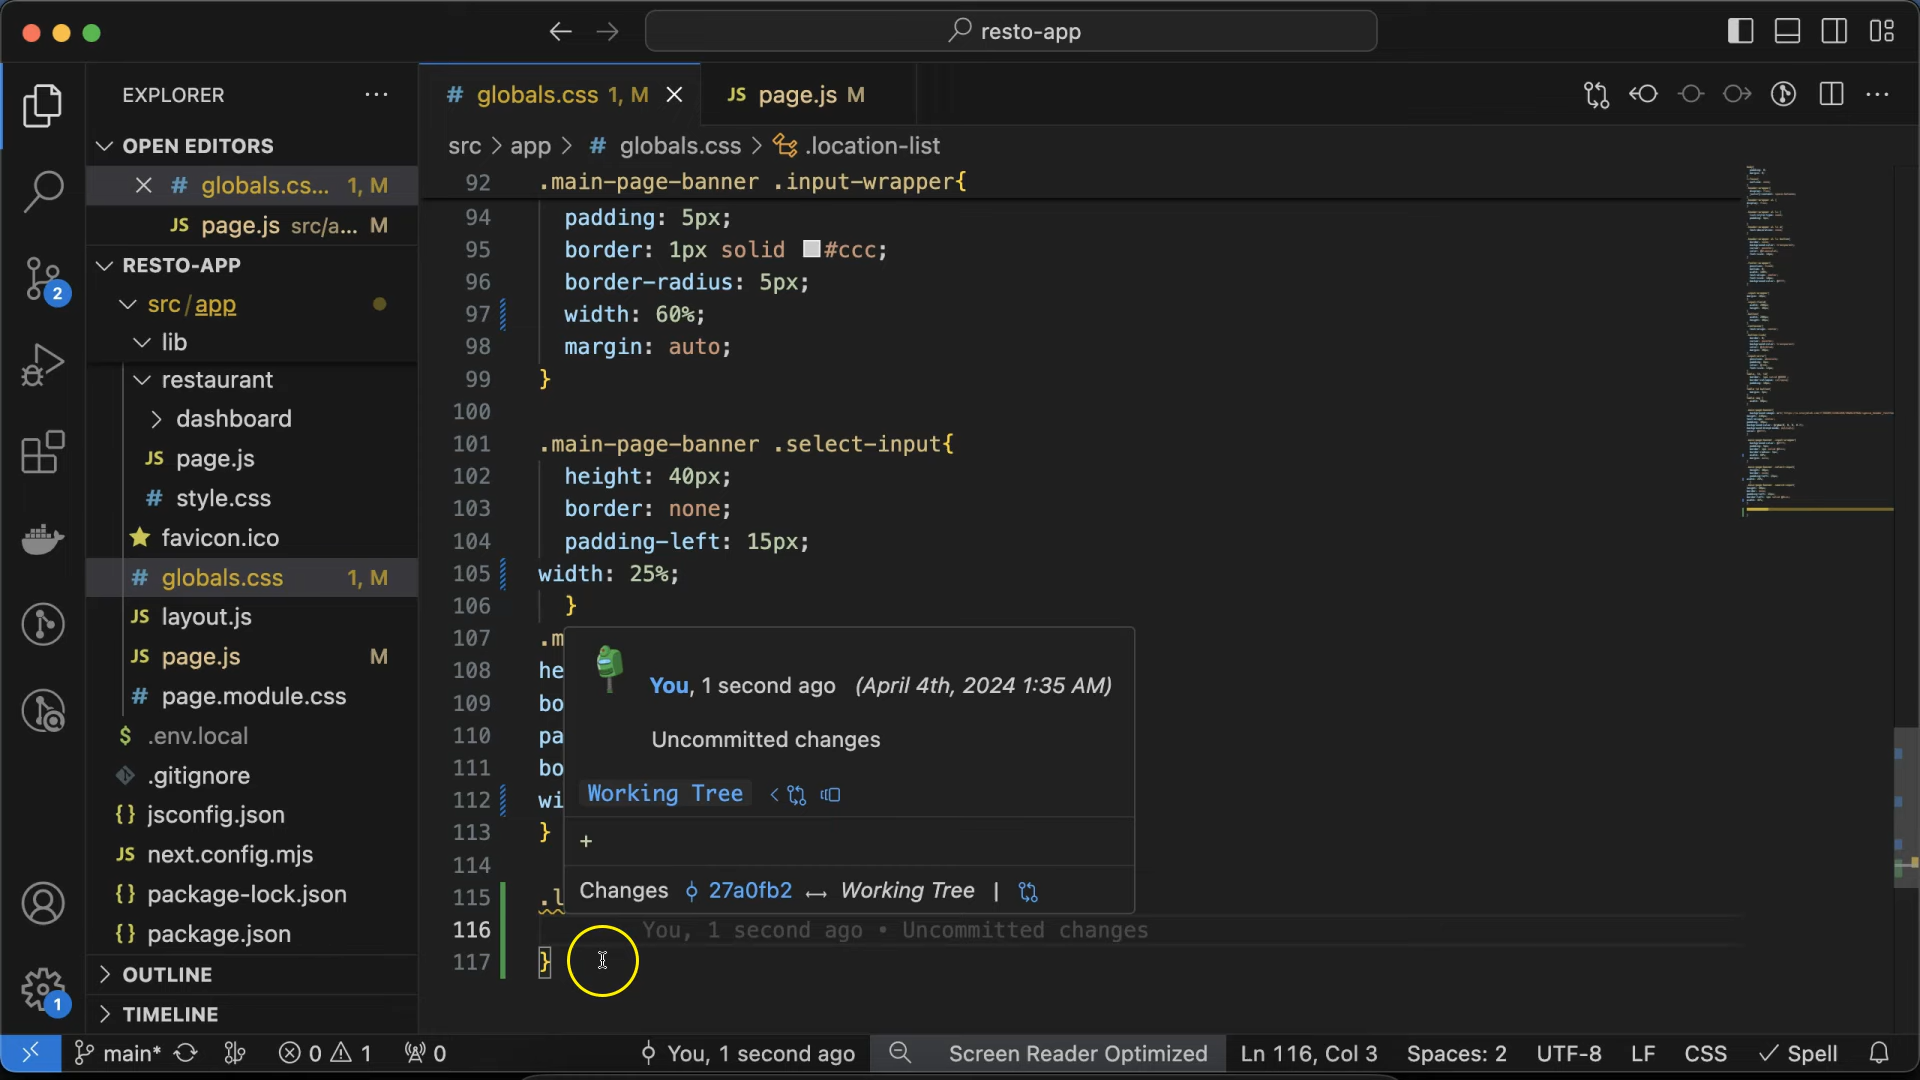 resto-app
EXPLORER
# globals.css 1, M
JS page.js M
OPEN EDITORS
# globals.cs... 1, M
JS page.js src/a... M
RESTO-APP
src / app
lib
restaurant
dashboard
JS page.js
# style.css
favicon.ico
# globals.css 1, M
JS layout.js
JS page.js M
# page.module.css
$ .env.local
.gitignore
{} jsconfig.json
JS next.config.mjs
{} package-lock.json
{} package.json
OUTLINE
TIMELINE
2
1
src > app > # globals.css > .location-list
92 .main-page-banner .input-wrapper{
94 padding: 5px;
95 border: 1px solid #ccc;
96 border-radius: 5px;
97 width: 60%;
98 margin: auto;
99 }
100
101 .main-page-banner .select-input{
102 height: 40px;
103 border: none;
104 padding-left: 15px;
105 width: 25%;
106 }
107 .m
108 he
109 bo
110 pa
111 bo
112 wi
113 }
114
115 .l
116 You, 1 second ago • Uncommitted changes
117 }
You, 1 second ago (April 4th, 2024 1:35 AM)
Uncommitted changes
Working Tree
+
Changes 27a0fb2 ↔ Working Tree |
main* 0 1 0 You, 1 second ago Screen Reader Optimized Ln 116, Col 3 Spaces: 2 UTF-8 LF CSS Spell